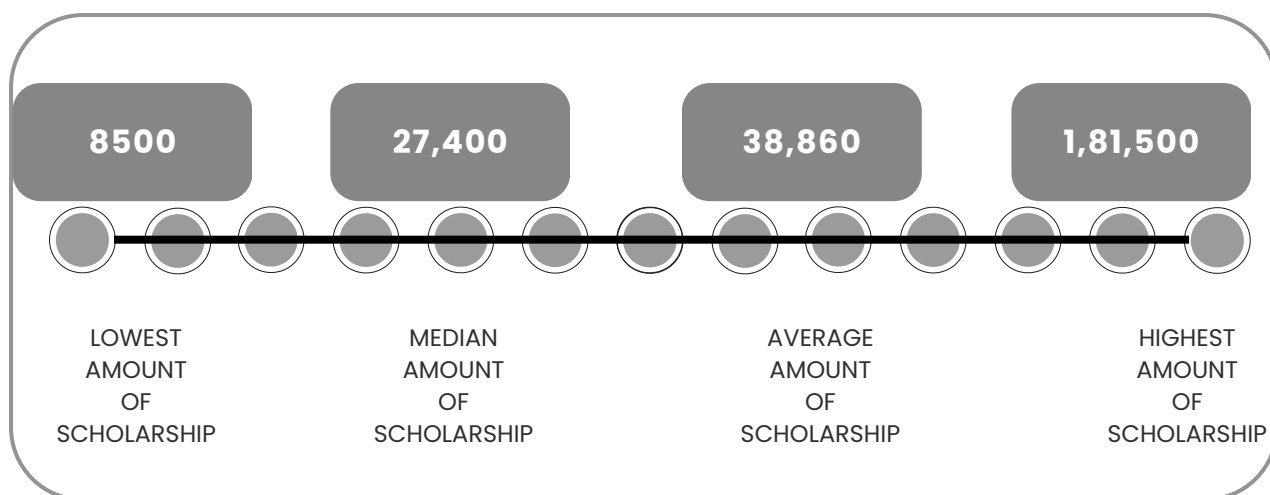 8500
27,400
38,860
1,81,500
LOWEST
AMOUNT
OF
SCHOLARSHIP
MEDIAN
AMOUNT
OF
SCHOLARSHIP
AVERAGE
AMOUNT
OF
SCHOLARSHIP
HIGHEST
AMOUNT
OF
SCHOLARSHIP